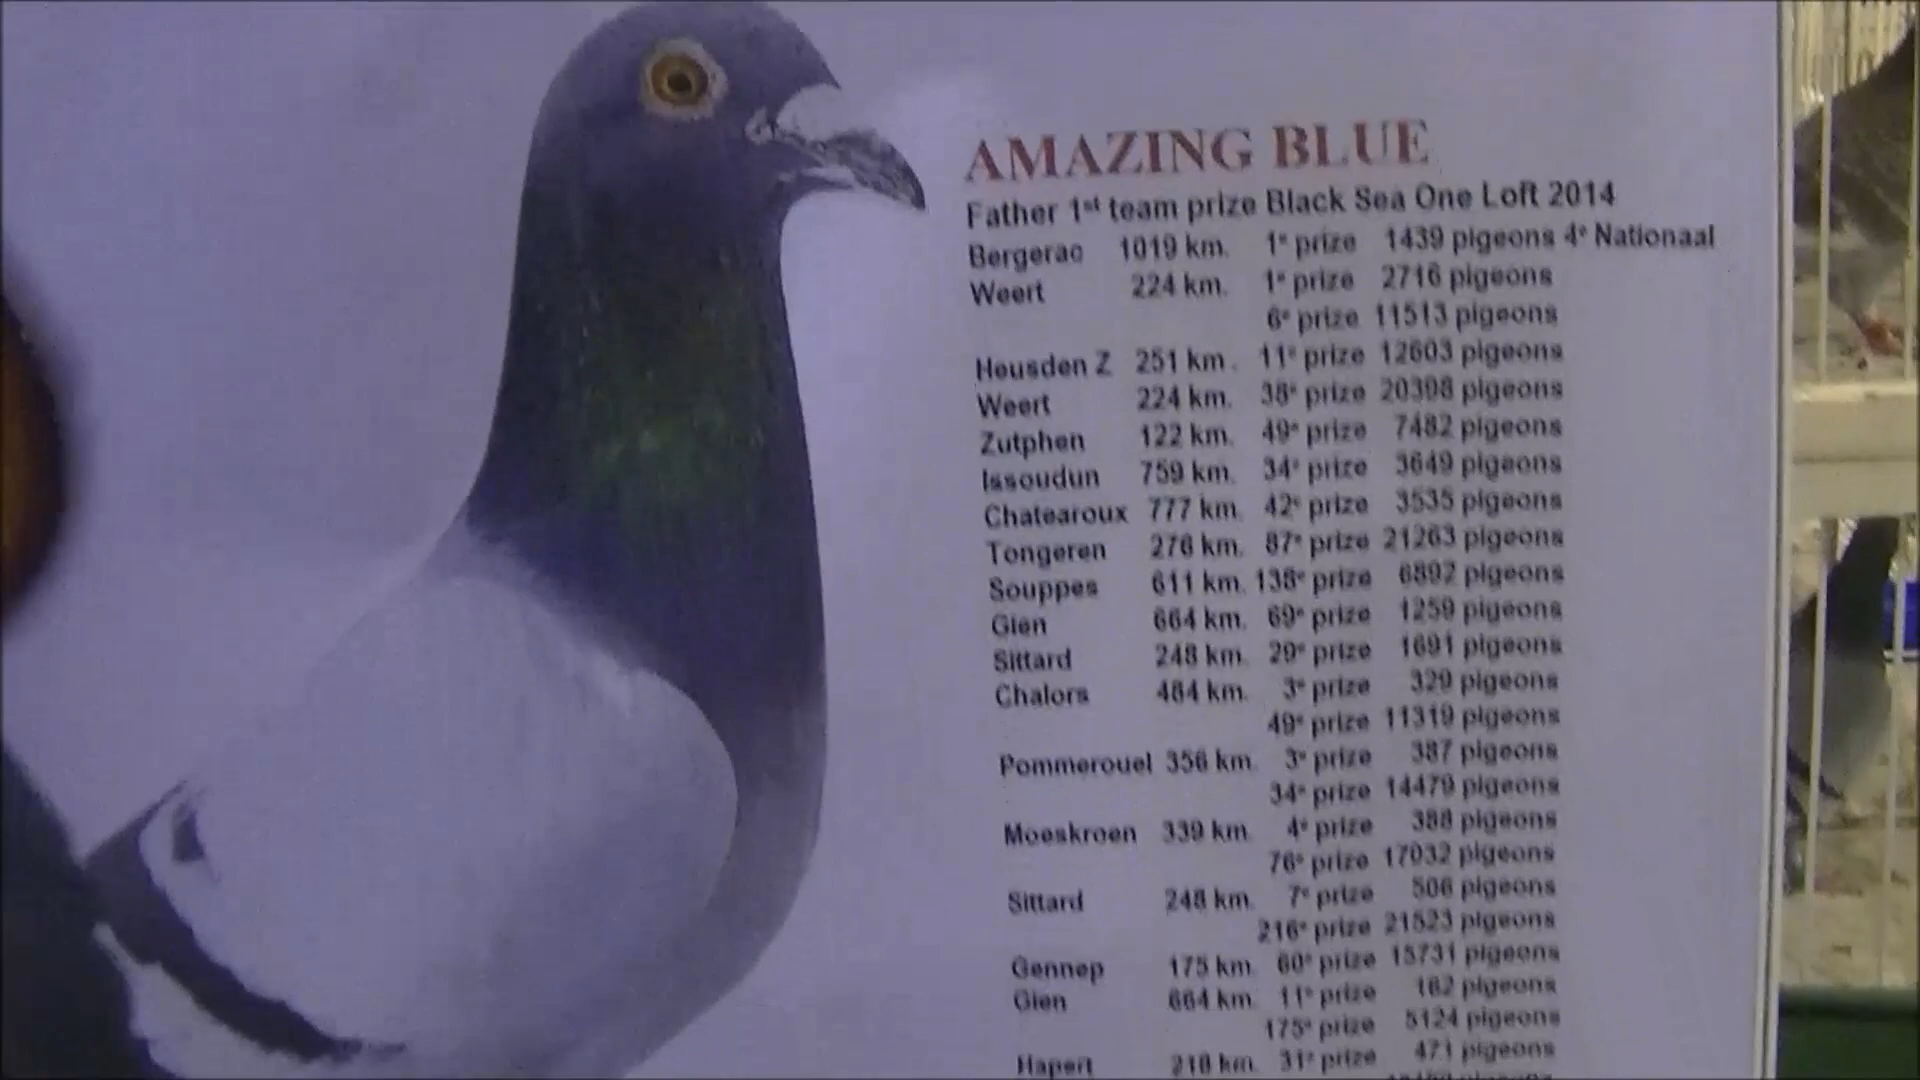 AMAZING BLUE
Father 1st team prize Black Sea One Loft 2014
Bergerac 1019 km. 1e prize 1439 pigeons 4e Nationaal
Weert 224 km. 1e prize 2716 pigeons
6e prize 11513 pigeons
Heusden Z 251 km. 11e prize 12603 pigeons
Weert 224 km. 38e prize 20398 pigeons
Zutphen 122 km. 49e prize 7482 pigeons
Issoudun 759 km. 34e prize 3649 pigeons
Chatearoux 777 km. 42e prize 3535 pigeons
Tongeren 276 km. 87e prize 21263 pigeons
Souppes 611 km. 138e prize 6892 pigeons
Gien 664 km. 69e prize 1259 pigeons
Sittard 248 km. 29e prize 1691 pigeons
Chalors 484 km. 3e prize 329 pigeons
49e prize 11319 pigeons
Pommerouel 356 km. 3e prize 387 pigeons
34e prize 14479 pigeons
Moeskroen 339 km. 4e prize 388 pigeons
76e prize 17032 pigeons
Sittard 248 km. 7e prize 506 pigeons
216e prize 21523 pigeons
Gennep 175 km. 60e prize 15731 pigeons
Gien 664 km. 11e prize 162 pigeons
175e prize 5124 pigeons
Hapert 218 km. 31e prize 471 pigeons